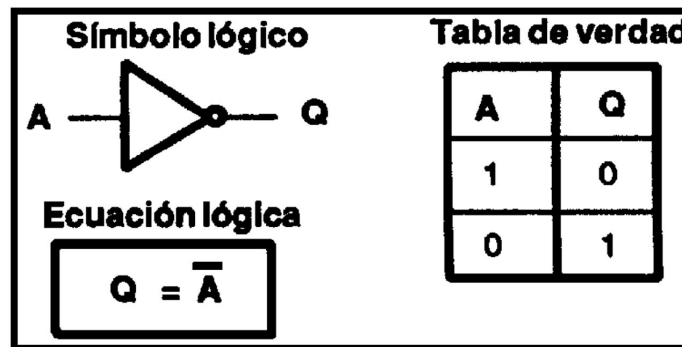 Símbolo lógico
A Q
Ecuación lógica
Q = A̅
Tabla de verdad
A Q
1 0
0 1